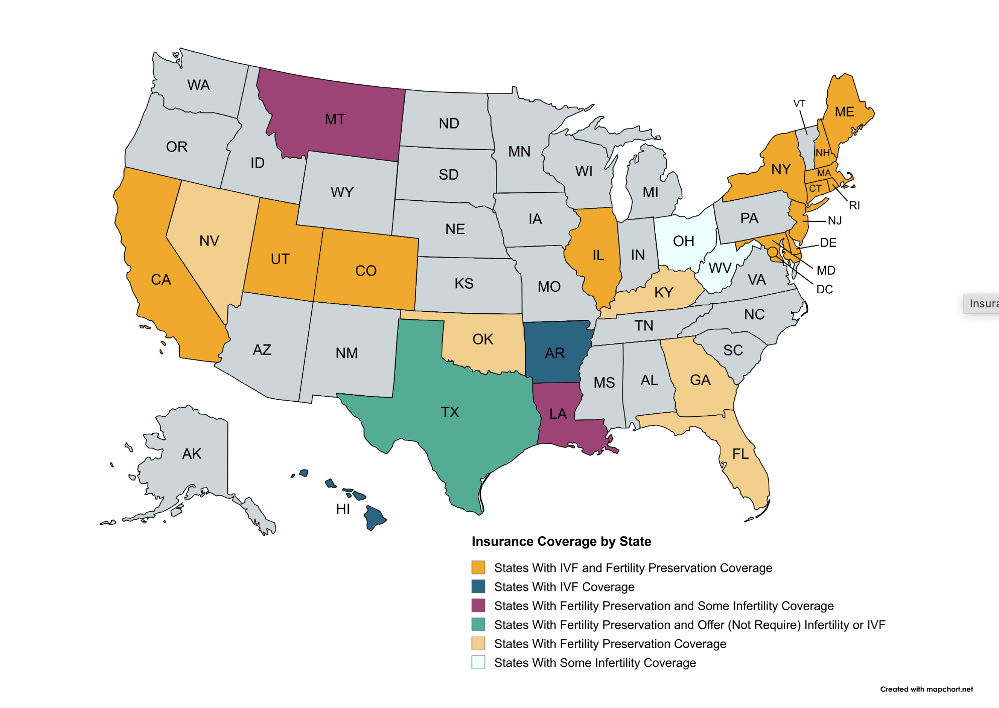 WA
MT
ND
MN
VT
ME
OR
ID
SD
WI
NH
NY
MA
CT
RI
WY
MI
IA
PA
NJ
NV
NE
OH
DE
UT
CO
IL
IN
WV
MD
CA
KS
MO
KY
VA
DC
Insura
NC
TN
AZ
NM
OK
AR
SC
MS
AL
GA
TX
LA
AK
FL
HI
Insurance Coverage by State
States With IVF and Fertility Preservation Coverage
States With IVF Coverage
States With Fertility Preservation and Some Infertility Coverage
States With Fertility Preservation and Offer (Not Require) Infertility or IVF
States With Fertility Preservation Coverage
States With Some Infertility Coverage
Created with mapchart.net